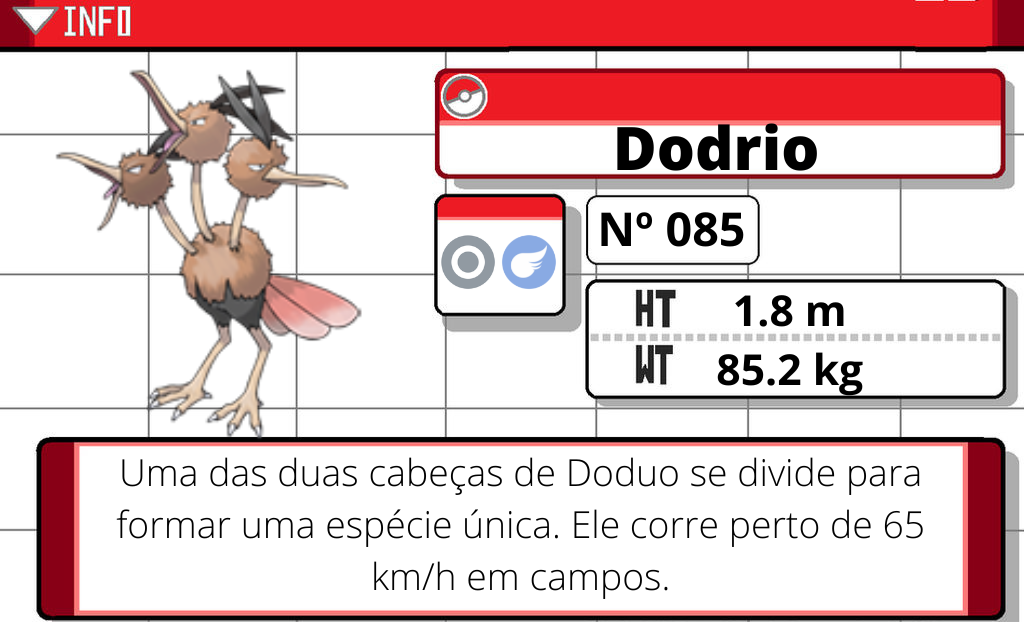 INFO
Dodrio
Nº 085
HT 1.8 m
WT 85.2 kg
Uma das duas cabeças de Doduo se divide para
formar uma espécie única. Ele corre perto de 65
km/h em campos.